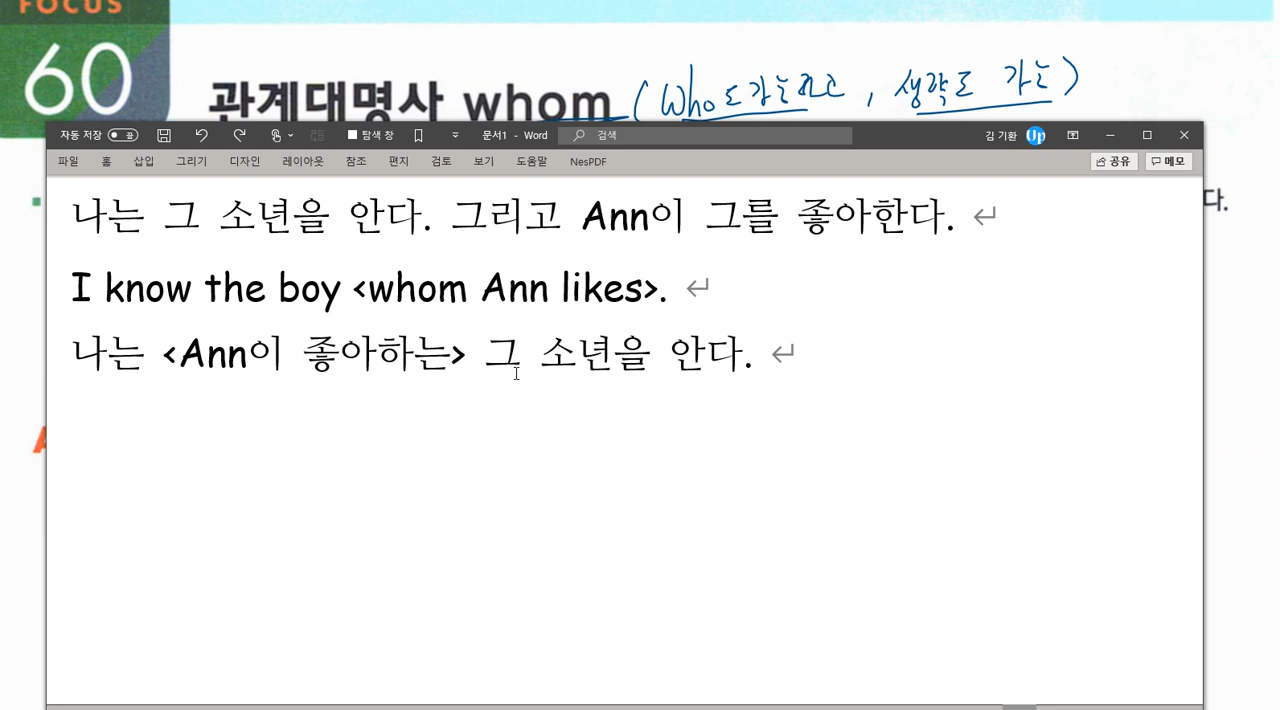 FOCUS
60
관계대명사 whom (Who도 가능하고, 생략도 가능)
자동 저장 문서1 - Word 검색 김 기환 Up
탐색 창
파일 홈 삽입 그리기 디자인 레이아웃 참조 편지 검토 보기 도움말 NesPDF 공유 메모
나는 그 소년을 안다. 그리고 Ann이 그를 좋아한다.
다.
I know the boy <whom Ann likes>.
나는 <Ann이 좋아하는> 그 소년을 안다.